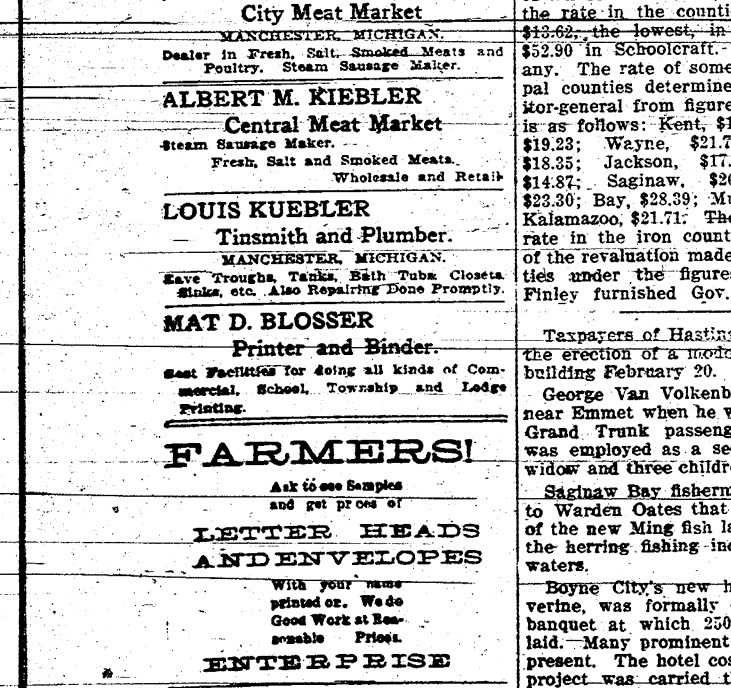 City Meat Market
MANCHESTER, MICHIGAN.
Dealer in Fresh, Salt, Smoked Meats and
Poultry. Steam Sausage Maker.
ALBERT M. KIEBLER
Central Meat Market
Steam Sausage Maker.
Fresh, Salt and Smoked Meats.
Wholesale and Retail
LOUIS KUEBLER
Tinsmith and Plumber.
MANCHESTER, MICHIGAN.
Eave Troughs, Tanks, Bath Tubs, Closets
Sinks, etc. Also Repairing Done Promptly.
MAT D. BLOSSER
Printer and Binder.
Best Facilities for doing all kinds of Com-
mercial, School, Township and Lodge
Printing.
FARMERS!
Ask to see Samples
and get prices of
LETTER HEADS
AND ENVELOPES
With your name
printed on. We do
Good Work at Rea-
sonable Prices.
ENTERPRISE
the rate in the counti
$13.62, the lowest, in
$52.90 in Schoolcraft.
any. The rate of some
pal counties determine
itor-general from figure
is as follows: Kent, $1
$19.23; Wayne, $21.7
$18.35; Jackson, $17.
$14.87; Saginaw, $20
$23.30; Bay, $28.39; Mu
Kalamazoo, $21.71. The
rate in the iron count
of the revaluation made
ties under the figures
Finley furnished Gov.
Taxpayers of Hasting
the erection of a mode
building February 20.
George Van Volkenb
near Emmet when he w
Grand Trunk passeng
was employed as a se
widow and three childr
Saginaw Bay fisherm
to Warden Oates that
of the new Ming fish la
the herring fishing ind
waters.
Boyne City's new h
verine, was formally
banquet at which 250
laid. Many prominent
present. The hotel cos
project was carried t